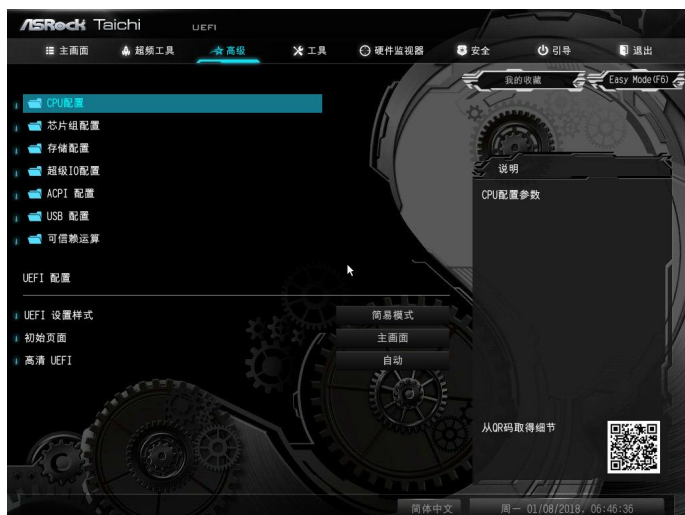 ASRock Taichi UEFI
主画面 超频工具 高级 工具 硬件监视器 安全 引导 退出
我的收藏 Easy Mode(F6)
CPU配置
芯片组配置
存储配置
超级IO配置
ACPI 配置
USB 配置
可信赖运算
说明
CPU配置参数
UEFI 配置
UEFI 设置样式 简易模式
初始页面 主画面
高清 UEFI 自动
从QR码取得细节
简体中文 周一 01/08/2018, 06:46:36